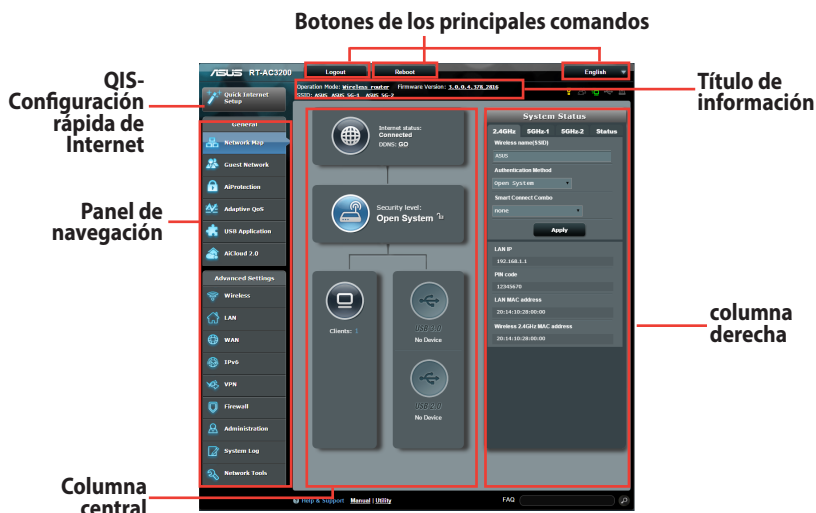 Botones de los principales comandos
QIS-
Configuración
rápida de
Internet
Panel de
navegación
Columna
central
Título de
información
columna
derecha
ASUS RT-AC3200
Logout
Reboot
English
Quick Internet
Setup
Operation Mode: Wireless router Firmware Version: 3.0.0.4.378_2816
SSID: ASUS ASUS_5G-1 ASUS_5G-2
General
Network Map
Guest Network
AiProtection
Adaptive QoS
USB Application
AiCloud 2.0
Advanced Settings
Wireless
LAN
WAN
IPv6
VPN
Firewall
Administration
System Log
Network Tools
Internet status:
Connected
DDNS: GO
Security level:
Open System
Clients: 1
USB 2.0
No Device
USB 2.0
No Device
System Status
2.4GHz 5GHz-1 5GHz-2 Status
Wireless name(SSID)
ASUS
Authentication Method
Open System
Smart Connect Combo
none
Apply
LAN IP
192.168.1.1
PIN code
12345670
LAN MAC address
20:14:10:28:00:00
Wireless 2.4GHz MAC address
20:14:10:28:00:00
Help & Support Manual | Utility
FAQ